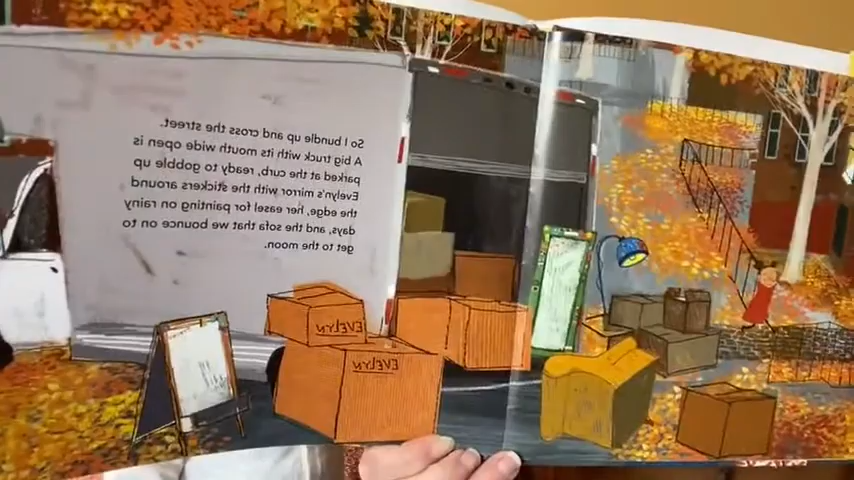 So I bundle up and cross the street.
A big truck with its mouth wide open is
parked at the curb, ready to gobble up
Evelyn's mirror with the stickers around
the edge, her easel for painting on rainy
days, and the sofa that we bounce on to
get to the moon.
EVELYN
EVELYN